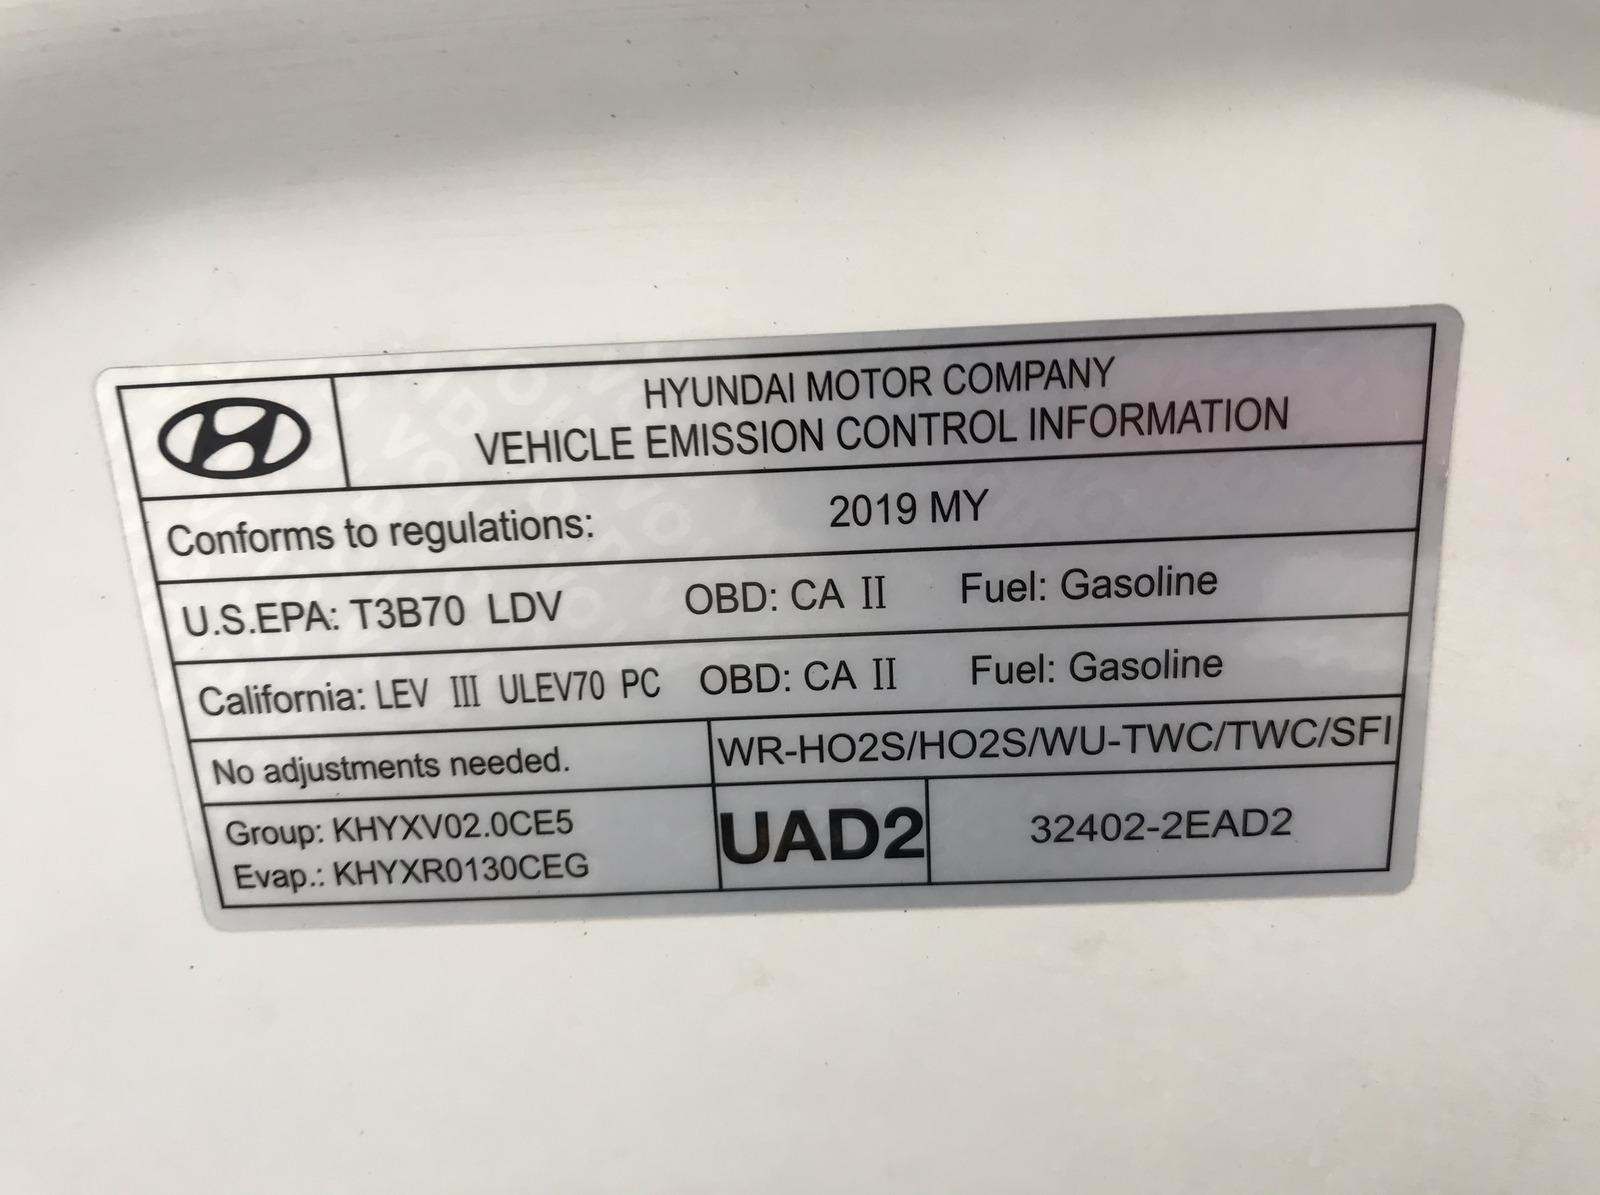 HYUNDAI MOTOR COMPANY
VEHICLE EMISSION CONTROL INFORMATION
Conforms to regulations: 2019 MY
U.S.EPA: T3B70 LDV OBD: CA II Fuel: Gasoline
California: LEV III ULEV70 PC OBD: CA II Fuel: Gasoline
No adjustments needed. WR-HO2S/HO2S/WU-TWC/TWC/SFI
Group: KHYXV02.0CE5
Evap.: KHYXR0130CEG
UAD2 32402-2EAD2